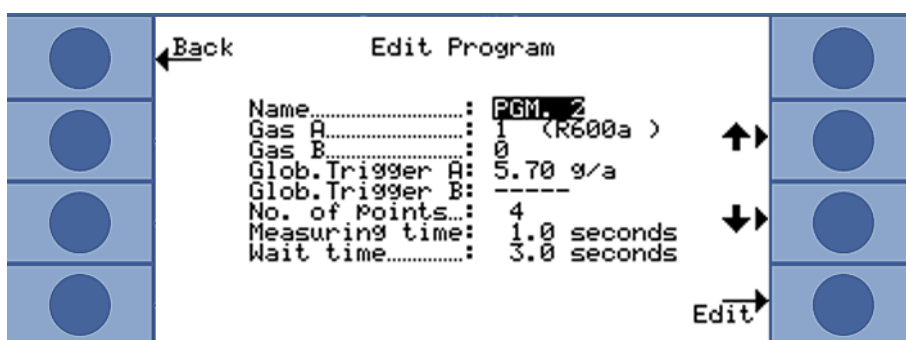 Back Edit Program
Name......................: PGM. 2
Gas A.....................: 1 (R600a )
Gas B.....................: 0
Glob.Trigger A: 5.70 g/a
Glob.Trigger B: -----
No. of points...: 4
Measuring time: 1.0 seconds
Wait time.............: 3.0 seconds
Edit